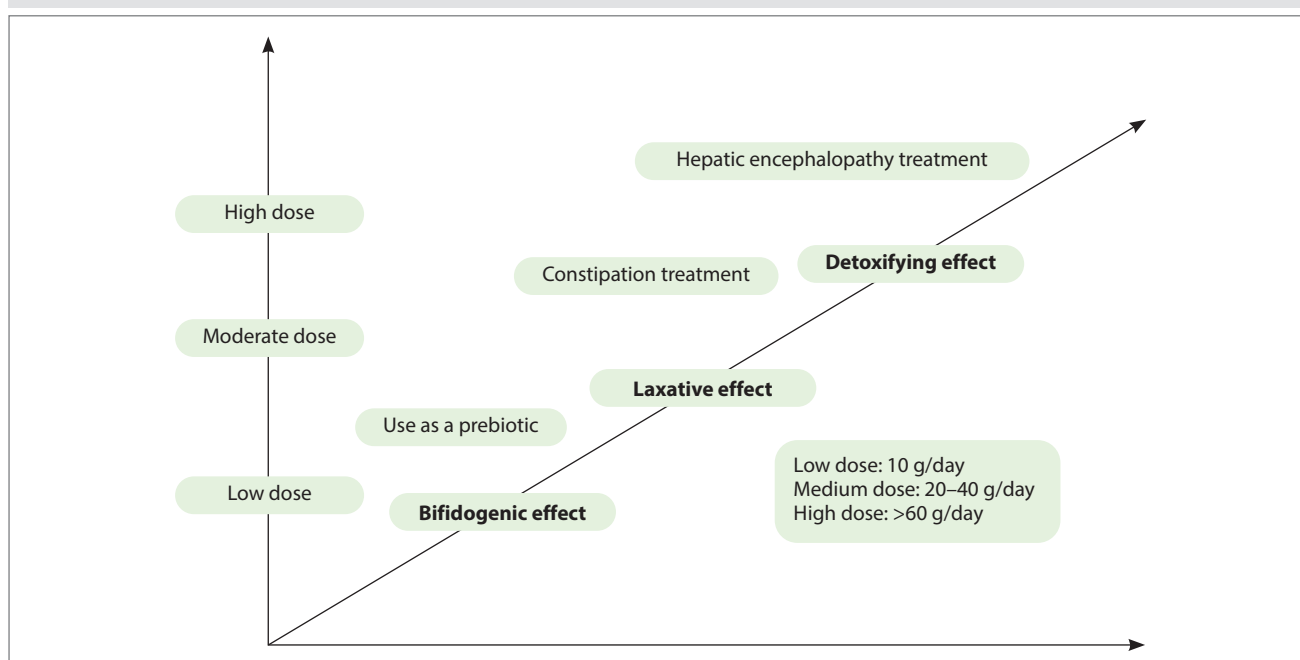 Hepatic encephalopathy treatment
High dose
Detoxifying effect
Constipation treatment
Moderate dose
Laxative effect
Use as a prebiotic
Low dose: 10 g/day
Medium dose: 20–40 g/day
High dose: >60 g/day
Low dose
Bifidogenic effect